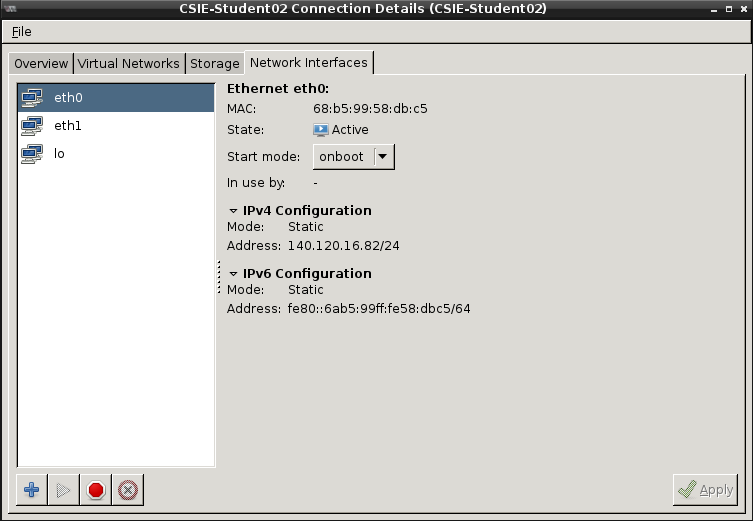 CSIE-Student02 Connection Details (CSIE-Student02)
File
Overview Virtual Networks Storage Network Interfaces
eth0
eth1
lo
Ethernet eth0:
MAC: 68:b5:99:58:db:c5
State: Active
Start mode: onboot
In use by: -
IPv4 Configuration
Mode: Static
Address: 140.120.16.82/24
IPv6 Configuration
Mode: Static
Address: fe80::6ab5:99ff:fe58:dbc5/64
Apply